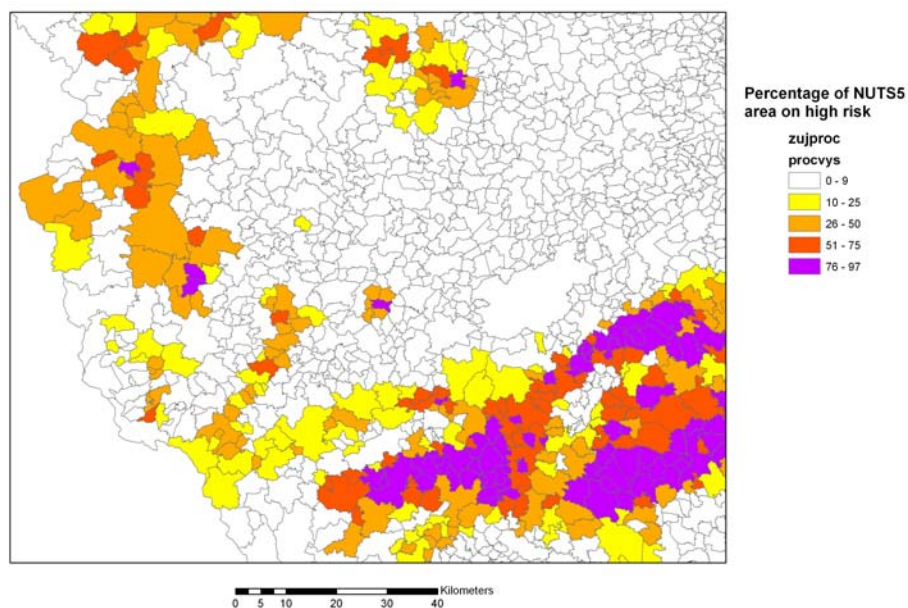 Percentage of NUTS5
area on high risk
zujproc
procvys
0 - 9
10 - 25
26 - 50
51 - 75
76 - 97
Kilometers
0 5 10 20 30 40